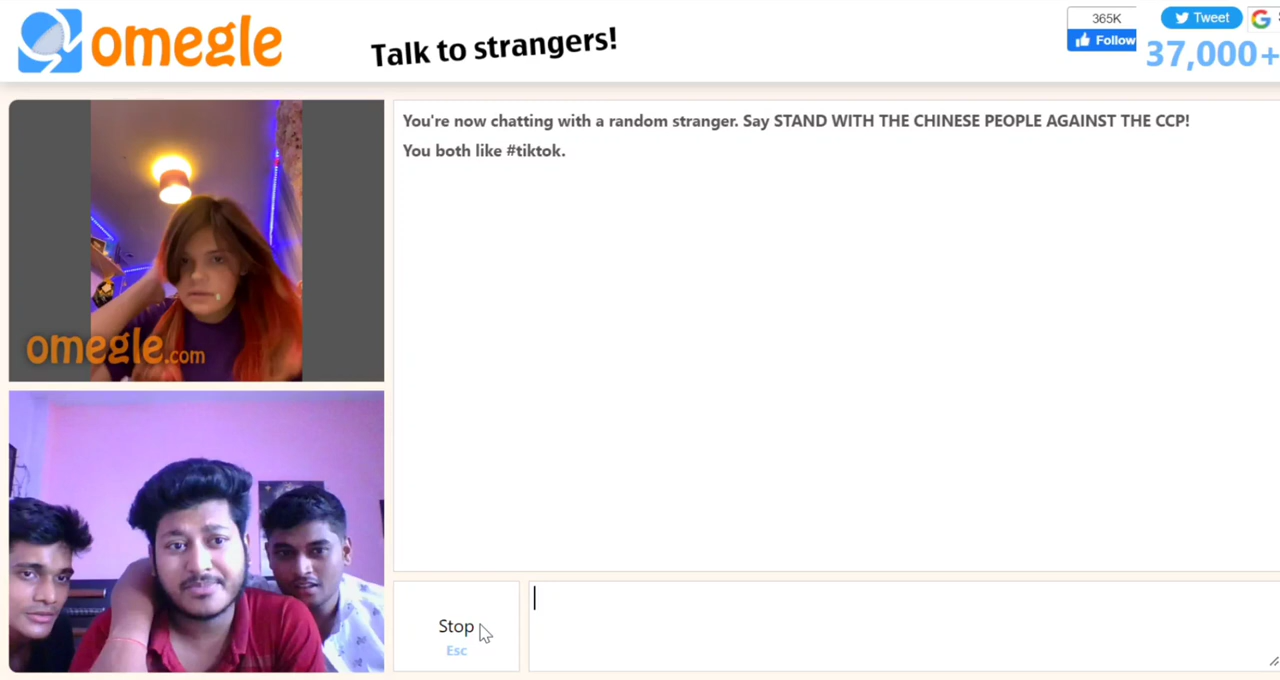 omegle
Talk to strangers!
365K
Follow
Tweet
37,000+
You're now chatting with a random stranger. Say STAND WITH THE CHINESE PEOPLE AGAINST THE CCP!
You both like #tiktok.
omegle.com
Stop
Esc